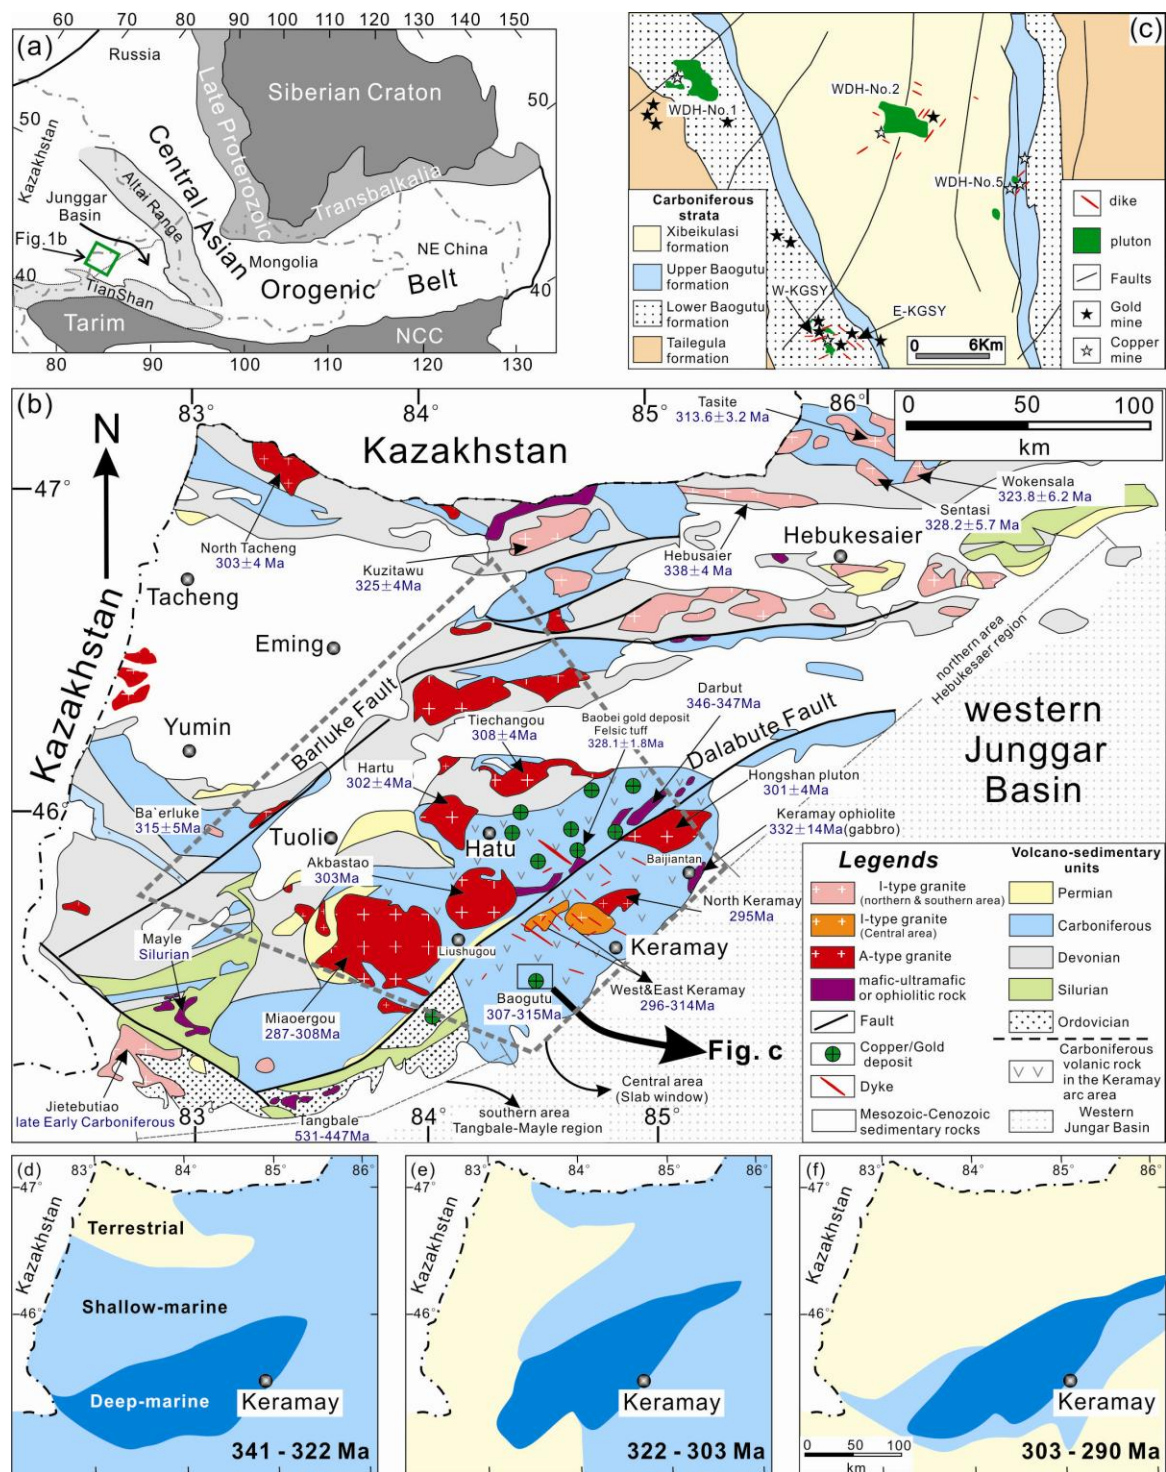 60 70 80 90 100 110 120 130 140 150
(a)
Russia
Siberian Craton
50
50
Kazakhstan
Late Proterozoic
Central Asian
Transbalkalia
Junggar
Basin
Altai Range
Fig.1b
Mongolia
NE China
Orogenic Belt
40
40
TianShan
Tarim
NCC
80 90 100 110 120 130
(c)
WDH-No.1
WDH-No.2
WDH-No.5
W-KGSY
E-KGSY
0 6Km
Carboniferous
strata
Xibeikulasi
formation
Upper Baogutu
formation
Lower Baogutu
formation
Tailegula
formation
dike
pluton
Faults
Gold
mine
Copper
mine
(b)
83° 84° 85° 86°
N
Kazakhstan
Tasite
313.6±3.2 Ma
0 50 100
km
47°
Wokensala
323.8±6.2 Ma
Sentasi
328.2±5.7 Ma
North Tacheng
303±4 Ma
Kuzitawu
325±4Ma
Hebusaier
338±4 Ma
Hebukesaier
Tacheng
Kazakhstan
Eming
Yumin
Barluke Fault
northern area
Hebukesaer region
Darbut
346-347Ma
Tiechangou
308±4Ma
Baobei gold deposit
Felsic tuff
328.1±1.8Ma
Dalabute Fault
western
Junggar
Basin
Hartu
302±4Ma
Hongshan pluton
301±4Ma
46°
Ba`erluke
315±5Ma
Tuoli
Hatu
Keramay ophiolite
332±14Ma(gabbro)
Baijiantan
Akbastao
303Ma
North Keramay
295Ma
Mayle
Silurian
Liushugou
Keramay
West&East Keramay
296-314Ma
Miaoergou
287-308Ma
Baogutu
307-315Ma
Fig. c
Central area
(Slab window)
Jietebutiao
late Early Carboniferous
Tangbale
531-447Ma
southern area
Tangbale-Mayle region
83° 84° 85°
Legends
I-type granite
(northern & southern area)
I-type granite
(Central area)
A-type granite
mafic-ultramafic
or ophiolitic rock
Fault
Copper/Gold
deposit
Dyke
Mesozoic-Cenozoic
sedimentary rocks
Volcano-sedimentary
units
Permian
Carboniferous
Devonian
Silurian
Ordovician
Carboniferous
volcanic rock
in the Keramay
arc area
Western
Jungar Basin
(d)
83° 84° 85° 86°
47°
Kazakhstan
Terrestrial
Shallow-marine
46°
Deep-marine
Keramay
341 - 322 Ma
(e)
83° 84° 85° 86°
47°
Kazakhstan
46°
Keramay
322 - 303 Ma
(f)
83° 84° 85° 86°
47°
Kazakhstan
46°
Keramay
0 50 100
km
303 - 290 Ma